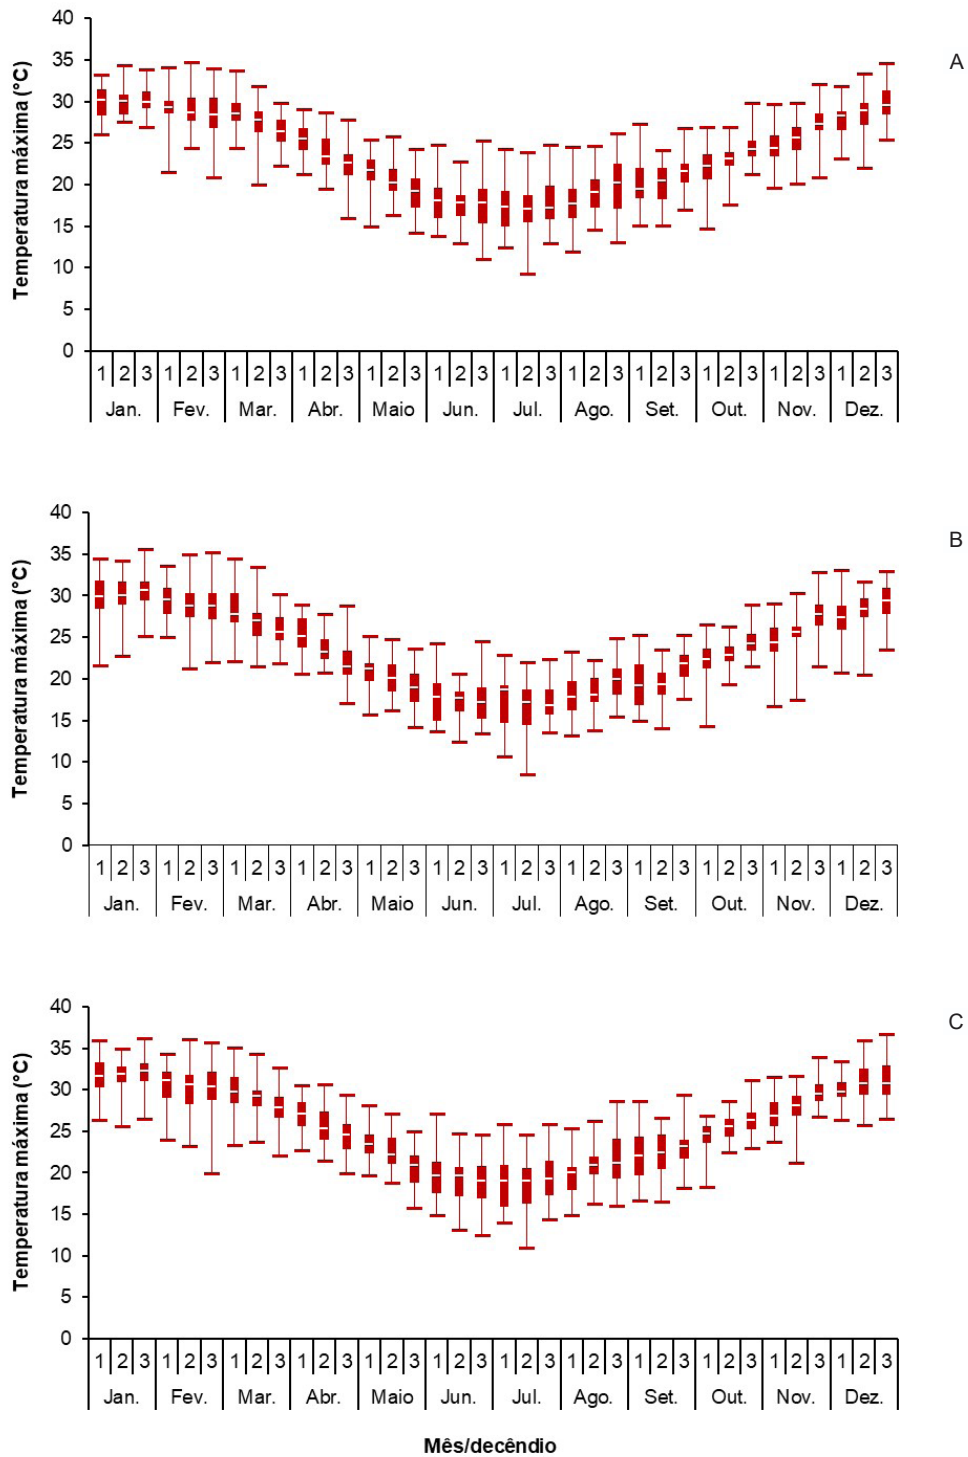 A
Temperatura máxima (°C)
40
35
30
25
20
15
10
5
0
1 2 3 1 2 3 1 2 3 1 2 3 1 2 3 1 2 3 1 2 3 1 2 3 1 2 3 1 2 3 1 2 3 1 2 3
Jan. Fev. Mar. Abr. Maio Jun. Jul. Ago. Set. Out. Nov. Dez.
B
Temperatura máxima (°C)
40
35
30
25
20
15
10
5
0
1 2 3 1 2 3 1 2 3 1 2 3 1 2 3 1 2 3 1 2 3 1 2 3 1 2 3 1 2 3 1 2 3 1 2 3
Jan. Fev. Mar. Abr. Maio Jun. Jul. Ago. Set. Out. Nov. Dez.
C
Temperatura máxima (°C)
40
35
30
25
20
15
10
5
0
1 2 3 1 2 3 1 2 3 1 2 3 1 2 3 1 2 3 1 2 3 1 2 3 1 2 3 1 2 3 1 2 3 1 2 3
Jan. Fev. Mar. Abr. Maio Jun. Jul. Ago. Set. Out. Nov. Dez.
Mês/decêndio